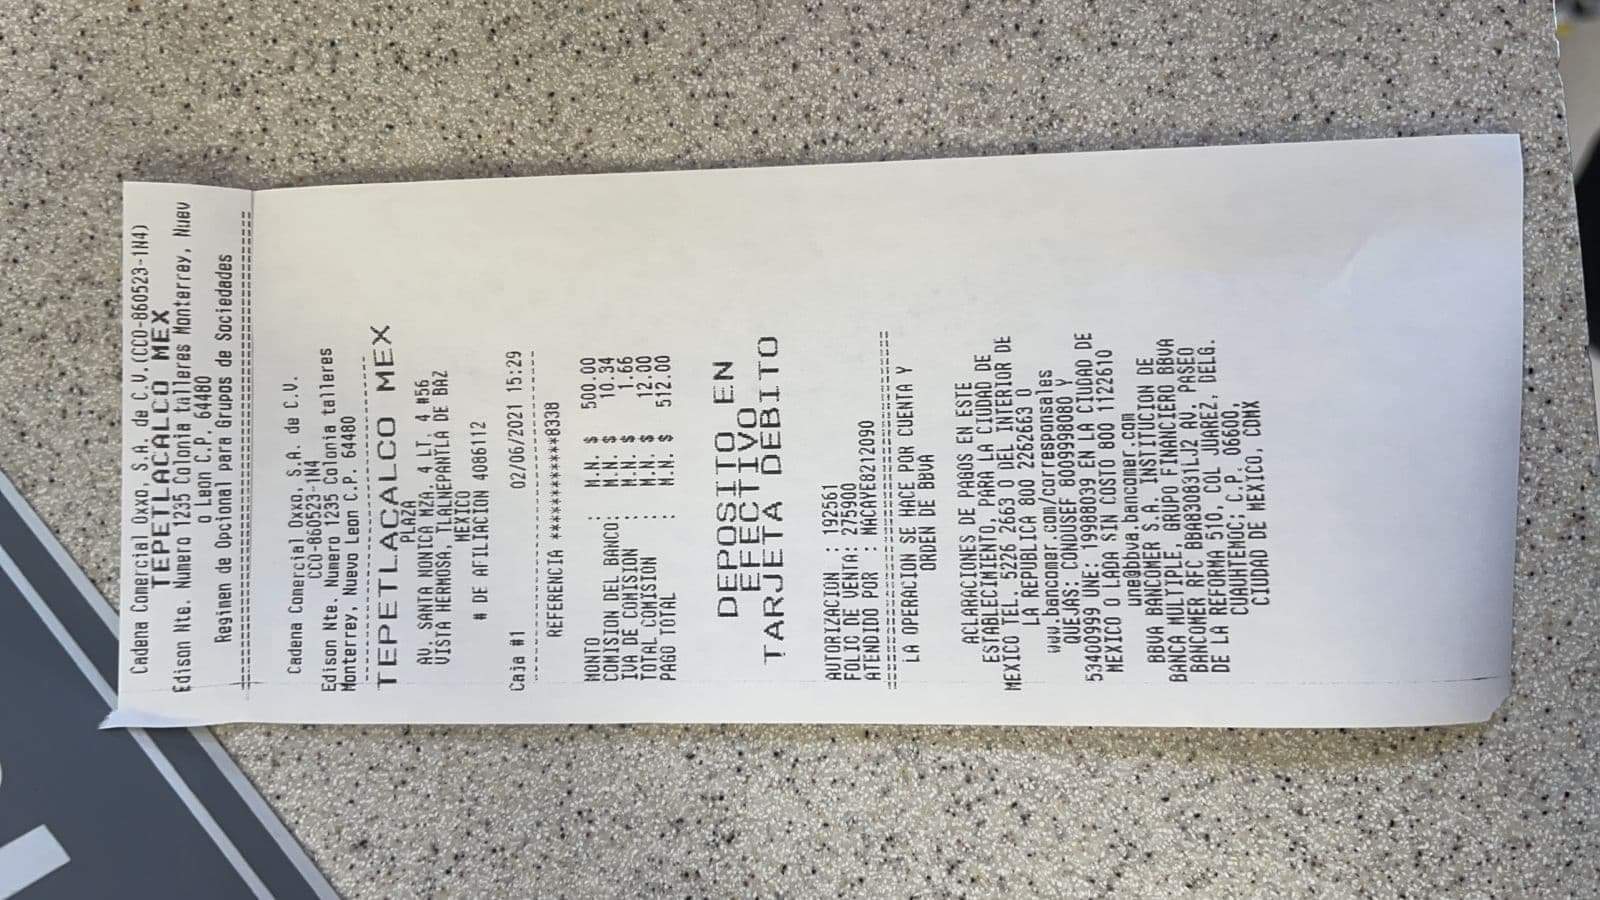 Cadena Comercial Oxxo, S.A. de C.V.(CCO-860523-1N4)
TEPETLACALCO MEX
Edison Nte. Numero 1235 Colonia talleres Monterrey, Nuev
o Leon C.P. 64480
Regimen de Opcional para Grupos de Sociedades
Cadena Comercial Oxxo, S.A. de C.V.
CCO-860523-1N4
Edison Nte. Numero 1235 Colonia talleres
Monterrey, Nuevo Leon C.P. 64480
TEPETLACALCO MEX
PLAZA
AV. SANTA MONICA MZA. 4 LT. 4 #56
VISTA HERMOSA, TLALNEPANTLA DE BAZ
MEXICO
# DE AFILIACION 4086112
Caja #1 02/06/2021 15:29
REFERENCIA ************8338
MONTO : M.N. $ 500.00
COMISION DEL BANCO: M.N. $ 10.34
IVA DE COMISION : M.N. $ 1.66
TOTAL COMISION : M.N. $ 12.00
PAGO TOTAL : M.N. $ 512.00
DEPOSITO EN
EFECTIVO
TARJETA DEBITO
AUTORIZACION : 192561
FOLIO DE VENTA: 275900
ATENDIDO POR : MACAYE8212090
LA OPERACION SE HACE POR CUENTA Y
ORDEN DE BBVA
ACLARACIONES DE PAGOS EN ESTE
ESTABLECIMIENTO, PARA LA CIUDAD DE
MEXICO TEL. 5226 2663 O DEL INTERIOR DE
LA REPUBLICA 800 2262663 O
www.bancomer.com/corresponsales
QUEJAS: CONDUSEF 8009998080 Y
53400999 UNE: 1998039 EN LA CIUDAD DE
MEXICO O LADA SIN COSTO 800 1122610
une@bbva.bancomer.com
BBVA BANCOMER S.A. INSTITUCION DE
BANCA MULTIPLE, GRUPO FINANCIERO BBVA
BANCOMER RFC BBA830831LJ2 AV. PASEO
DE LA REFORMA 510, COL JUAREZ, DELG.
CUAUHTEMOC; C.P. 06600,
CIUDAD DE MEXICO, CDMX